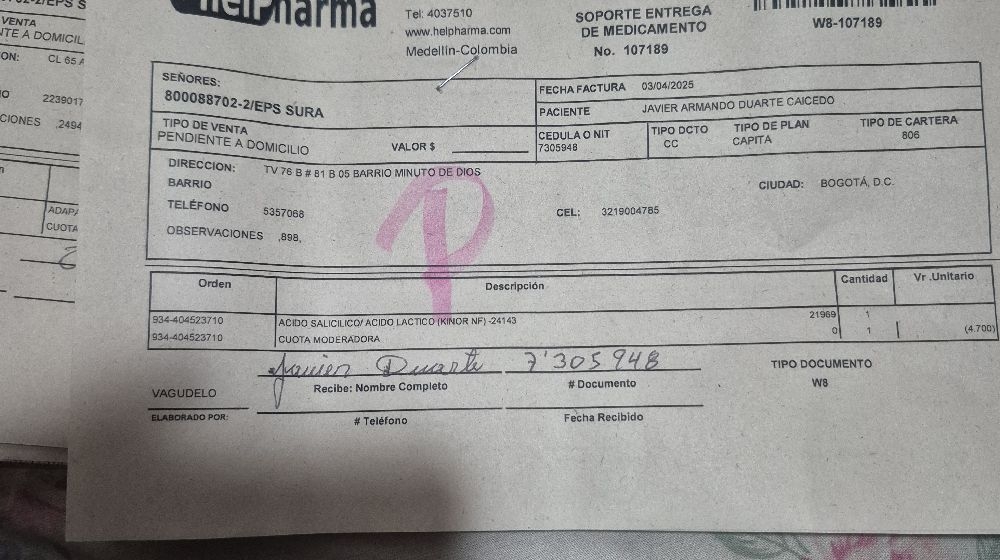 helPharma
Tel: 4037510
www.helpharma.com
Medellin-Colombia
SOPORTE ENTREGA
DE MEDICAMENTO
No. 107189
W8-107189
SEÑORES:
800088702-2/EPS SURA
FECHA FACTURA 03/04/2025
PACIENTE JAVIER ARMANDO DUARTE CAICEDO
TIPO DE VENTA
PENDIENTE A DOMICILIO
VALOR $
CEDULA O NIT
7305948
TIPO DCTO
CC
TIPO DE PLAN
CAPITA
TIPO DE CARTERA
806
DIRECCION: TV 76 B # 81 B 05 BARRIO MINUTO DE DIOS
BARRIO
CIUDAD: BOGOTÁ, D.C.
TELÉFONO 5357068
CEL: 3219004785
OBSERVACIONES ,898,
P
Orden Descripción Cantidad Vr .Unitario
934-404523710 ACIDO SALICILICO/ ACIDO LACTICO (KINOR NF) -24143 21969 1
934-404523710 CUOTA MODERADORA 0 1 (4.700)
Javier Duarte 7'305948
Recibe: Nombre Completo # Documento
TIPO DOCUMENTO
W8
VAGUDELO
ELABORADO POR: # Teléfono Fecha Recibido
VENTA
CL 65 A
2239017
CIONES ,2494
CUOTA